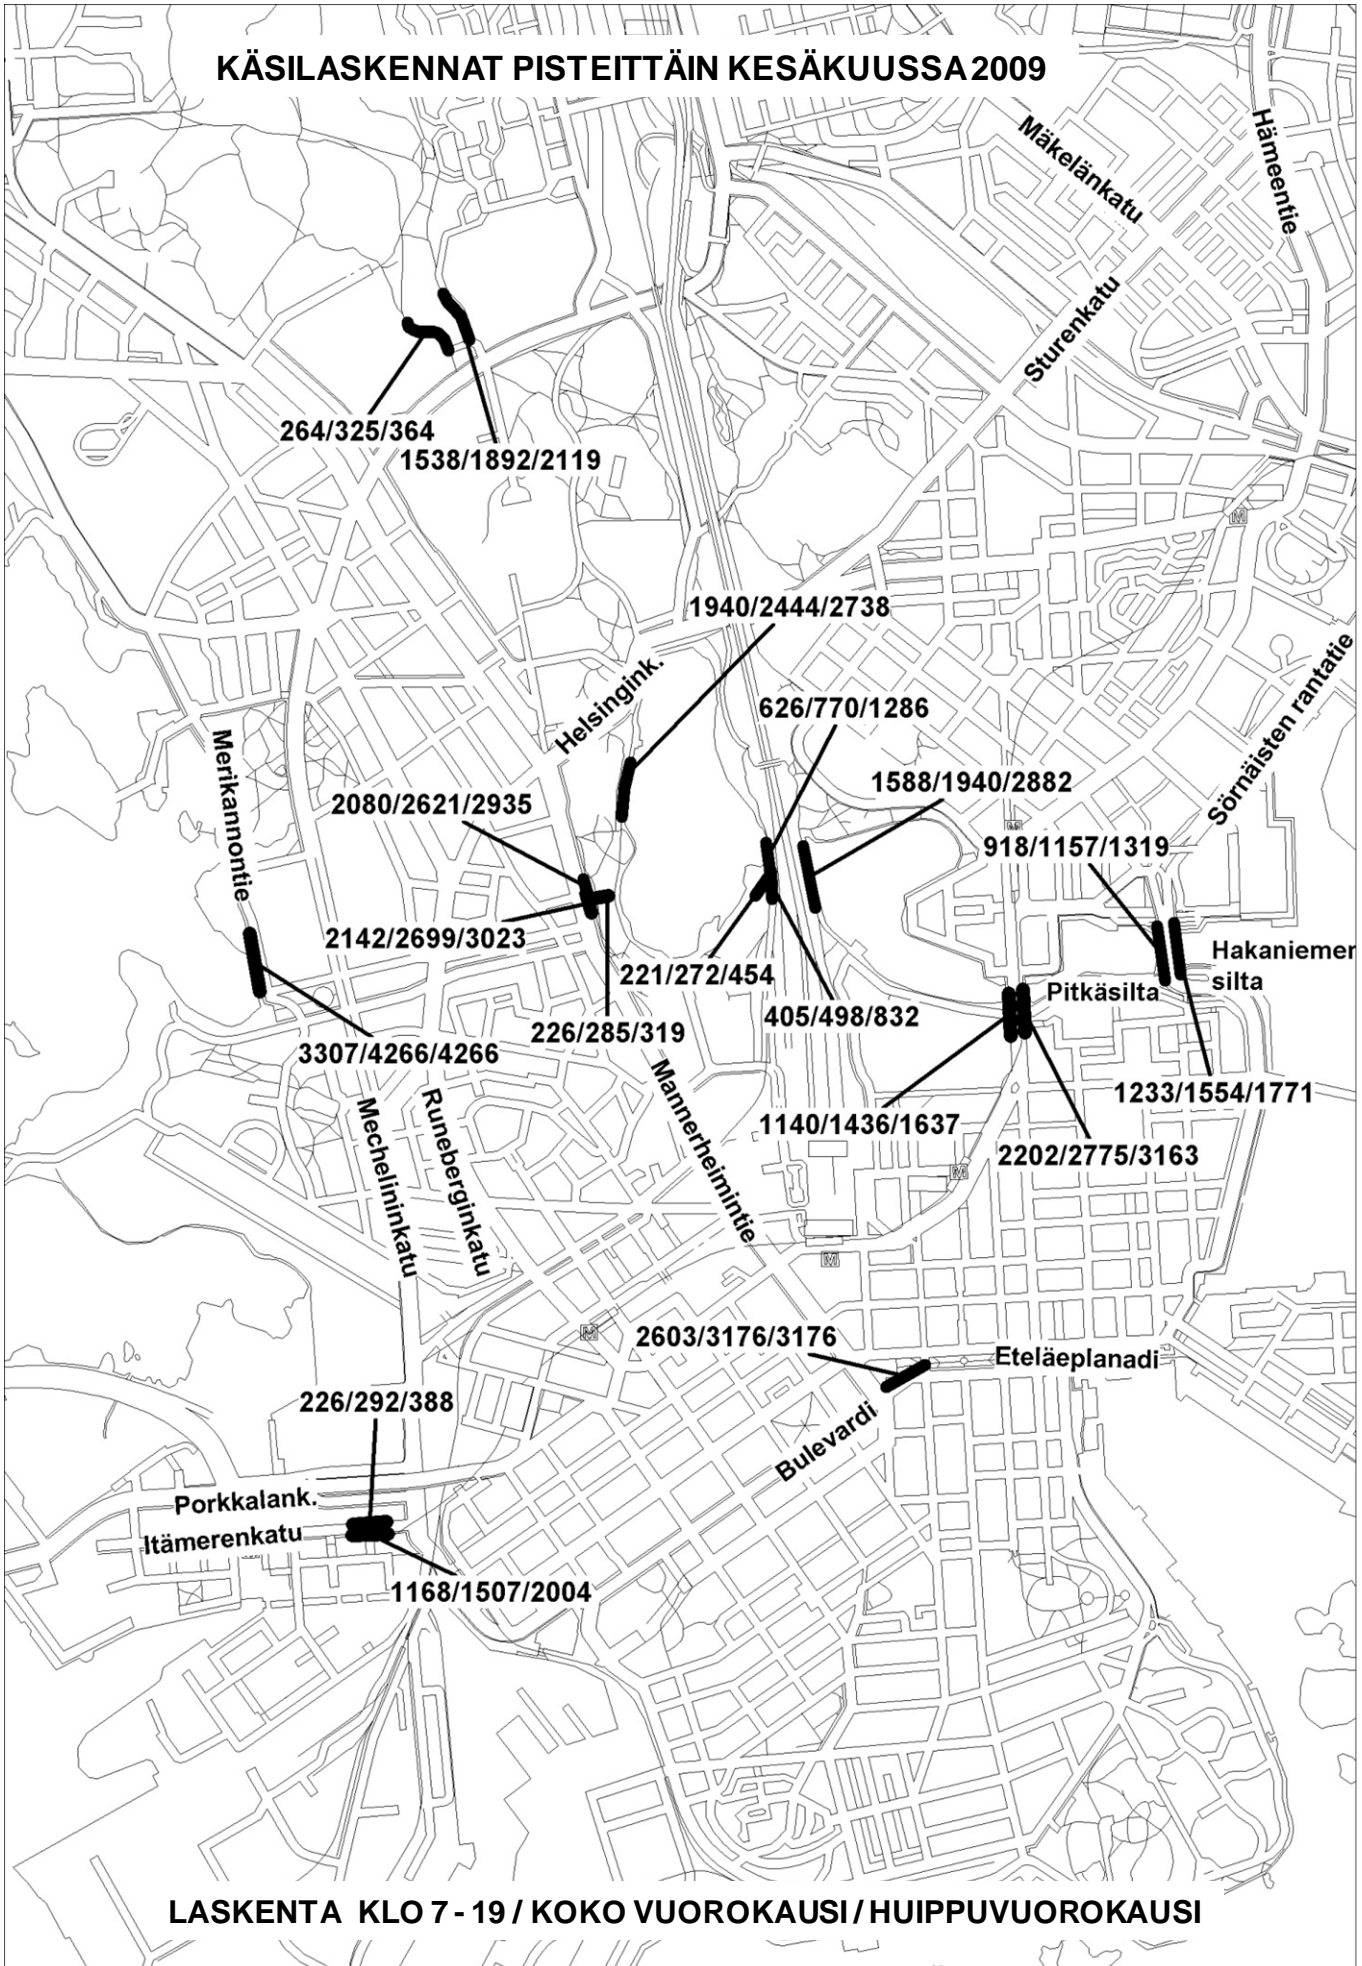 KÄSILASKENNAT PISTEITTÄIN KESÄKUUSSA 2009
Hämeentie
Mäkelänkatu
Sturenkatu
264/325/364
1538/1892/2119
1940/2444/2738
Helsingink.
626/770/1286
Sörnäisten rantatie
Merikannontie
1588/1940/2882
2080/2621/2935
M
M
918/1157/1319
2142/2699/3023
Hakaniemer
silta
221/272/454
Pitkäsilta
405/498/832
226/285/319
3307/4266/4266
1233/1554/1771
Mannerheimintie
Runeberginkatu
Mechelininkatu
1140/1436/1637
2202/2775/3163
M
M
M
2603/3176/3176
Eteläeplanadi
226/292/388
Bulevardi
Porkkalank.
Itämerenkatu
1168/1507/2004
LASKENTA KLO 7 - 19 / KOKO VUOROKAUSI / HUIPPUVUOROKAUSI